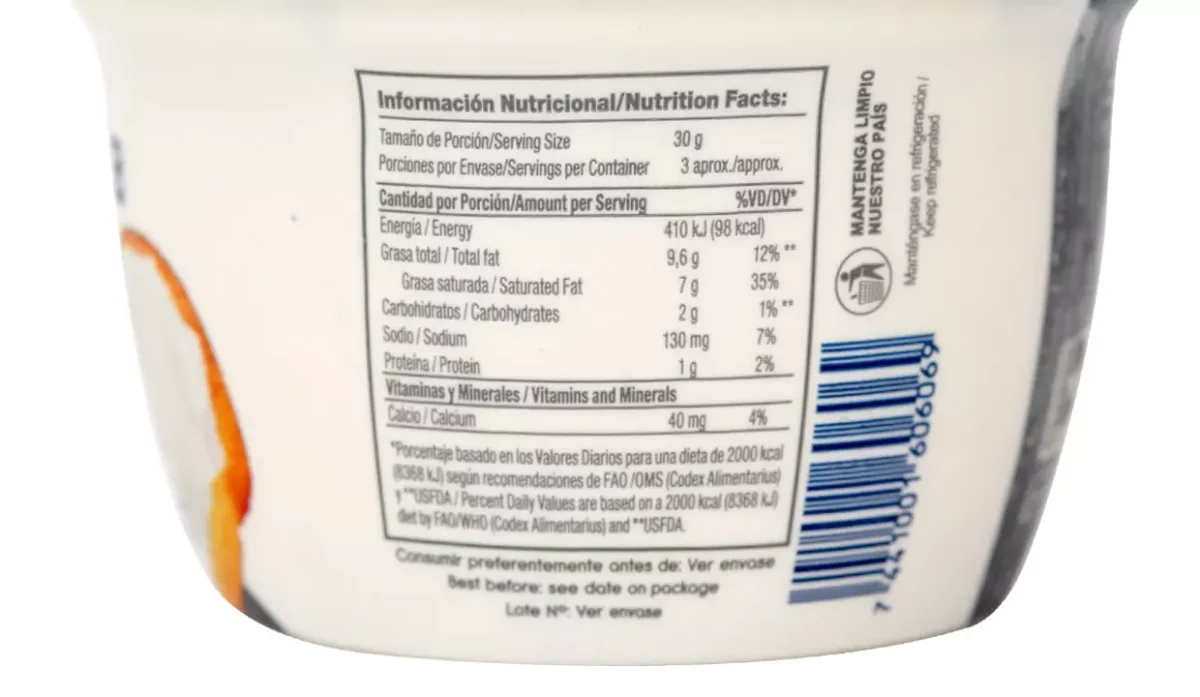 Información Nutricional/Nutrition Facts:
Tamaño de Porción/Serving Size 30 g
Porciones por Envase/Servings per Container 3 aprox./approx.
Cantidad por Porción/Amount per Serving %VD/DV*
Energía / Energy 410 kJ (98 kcal)
Grasa total / Total fat 9,6 g 12% **
Grasa saturada / Saturated Fat 7 g 35%
Carbohidratos / Carbohydrates 2 g 1% **
Sodio / Sodium 130 mg 7%
Proteína / Protein 1 g 2%
Vitaminas y Minerales / Vitamins and Minerals
Calcio / Calcium 40 mg 4%
*Porcentaje basado en los Valores Diarios para una dieta de 2000 kcal
(8368 kJ) según recomendaciones de FAO /OMS (Codex Alimentarius)
y **USFDA / Percent Daily Values are based on a 2000 kcal (8368 kJ)
diet by FAO/WHO (Codex Alimentarius) and **USFDA.
Consumir preferentemente antes de: Ver envase
Best before: see date on package
Lote Nº: Ver envase
MANTENGA LIMPIO
NUESTRO PAÍS
Manténgase en refrigeración /
Keep refrigerated
7 441001 606069